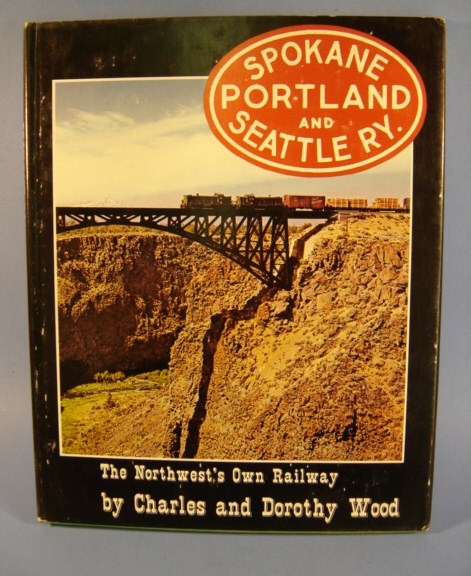 SPOKANE
PORTLAND
AND
SEATTLE RY.
The Northwest's Own Railway
by Charles and Dorothy Wood